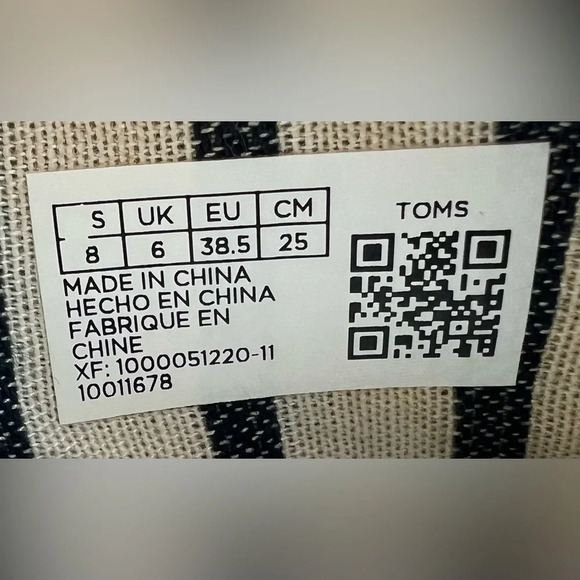 S UK EU CM
8 6 38.5 25
MADE IN CHINA
HECHO EN CHINA
FABRIQUE EN
CHINE
XF: 1000051220-11
10011678
TOMS